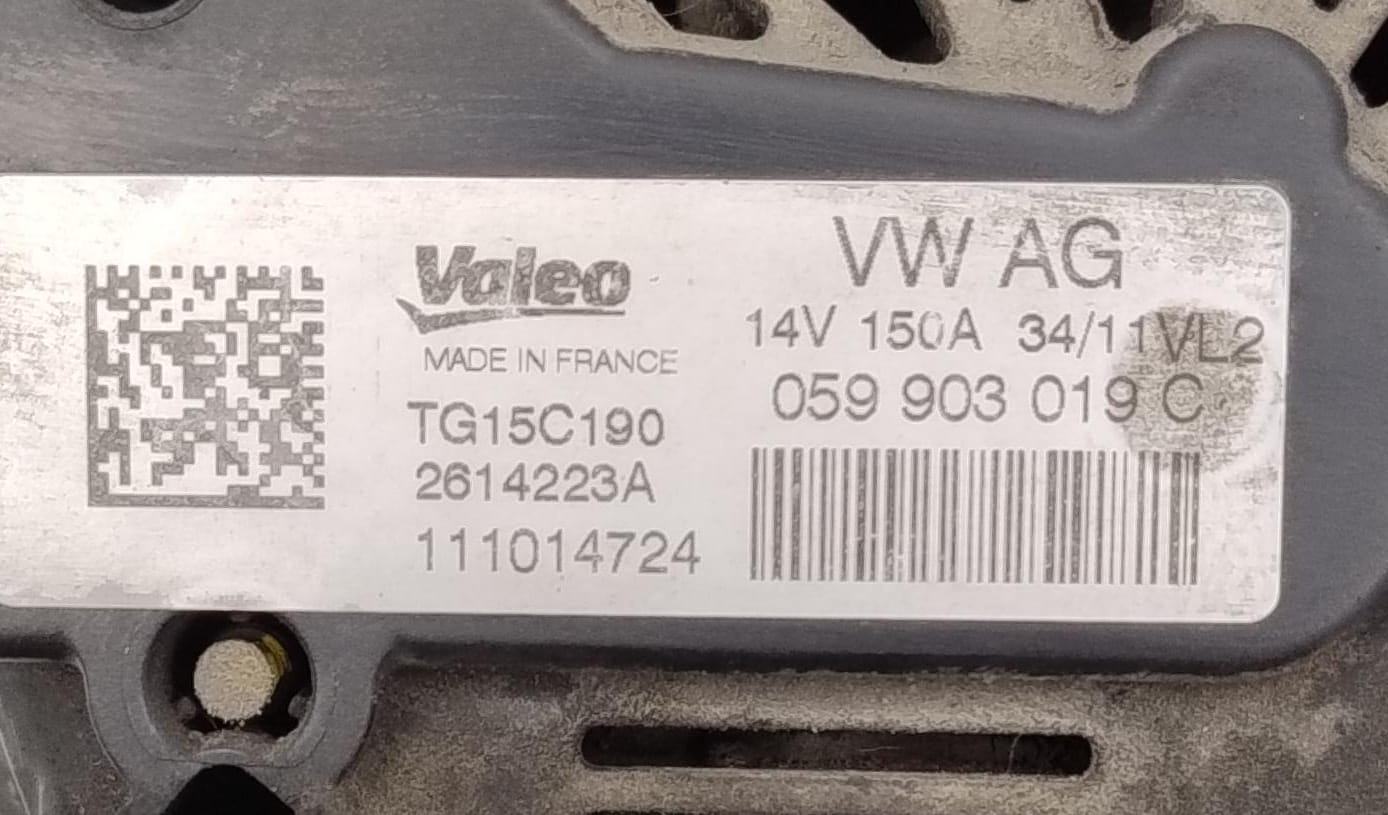 Valeo
MADE IN FRANCE
TG15C190
2614223A
111014724
VW AG
14V 150A 34/11VL2
059 903 019 C